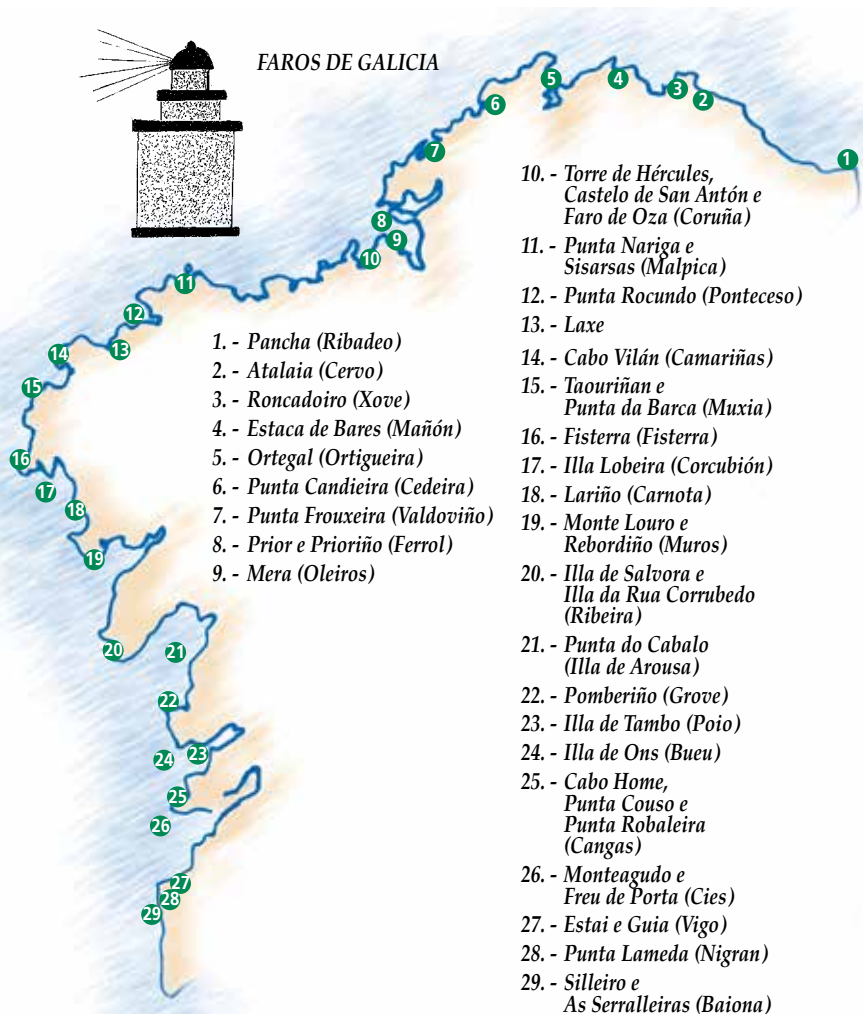 FAROS DE GALICIA
1
2
3
4
5
6
7
8
9
10
11
12
13
14
15
16
17
18
19
20
21
22
23
24
25
26
27
28
29
1. - Pancha (Ribadeo)
2. - Atalaia (Cervo)
3. - Roncadoiro (Xove)
4. - Estaca de Bares (Mañón)
5. - Ortegal (Ortigueira)
6. - Punta Candieira (Cedeira)
7. - Punta Frouxeira (Valdoviño)
8. - Prior e Prioriño (Ferrol)
9. - Mera (Oleiros)
10. - Torre de Hércules,
Castelo de San Antón e
Faro de Oza (Coruña)
11. - Punta Nariga e
Sisarsas (Malpica)
12. - Punta Rocundo (Ponteceso)
13. - Laxe
14. - Cabo Vilán (Camariñas)
15. - Taouriñan e
Punta da Barca (Muxia)
16. - Fisterra (Fisterra)
17. - Illa Lobeira (Corcubión)
18. - Lariño (Carnota)
19. - Monte Louro e
Rebordiño (Muros)
20. - Illa de Salvora e
Illa da Rua Corrubedo
(Ribeira)
21. - Punta do Cabalo
(Illa de Arousa)
22. - Pomberiño (Grove)
23. - Illa de Tambo (Poio)
24. - Illa de Ons (Bueu)
25. - Cabo Home,
Punta Couso e
Punta Robaleira
(Cangas)
26. - Monteagudo e
Freu de Porta (Cies)
27. - Estai e Guia (Vigo)
28. - Punta Lameda (Nigran)
29. - Silleiro e
As Serralleiras (Baiona)